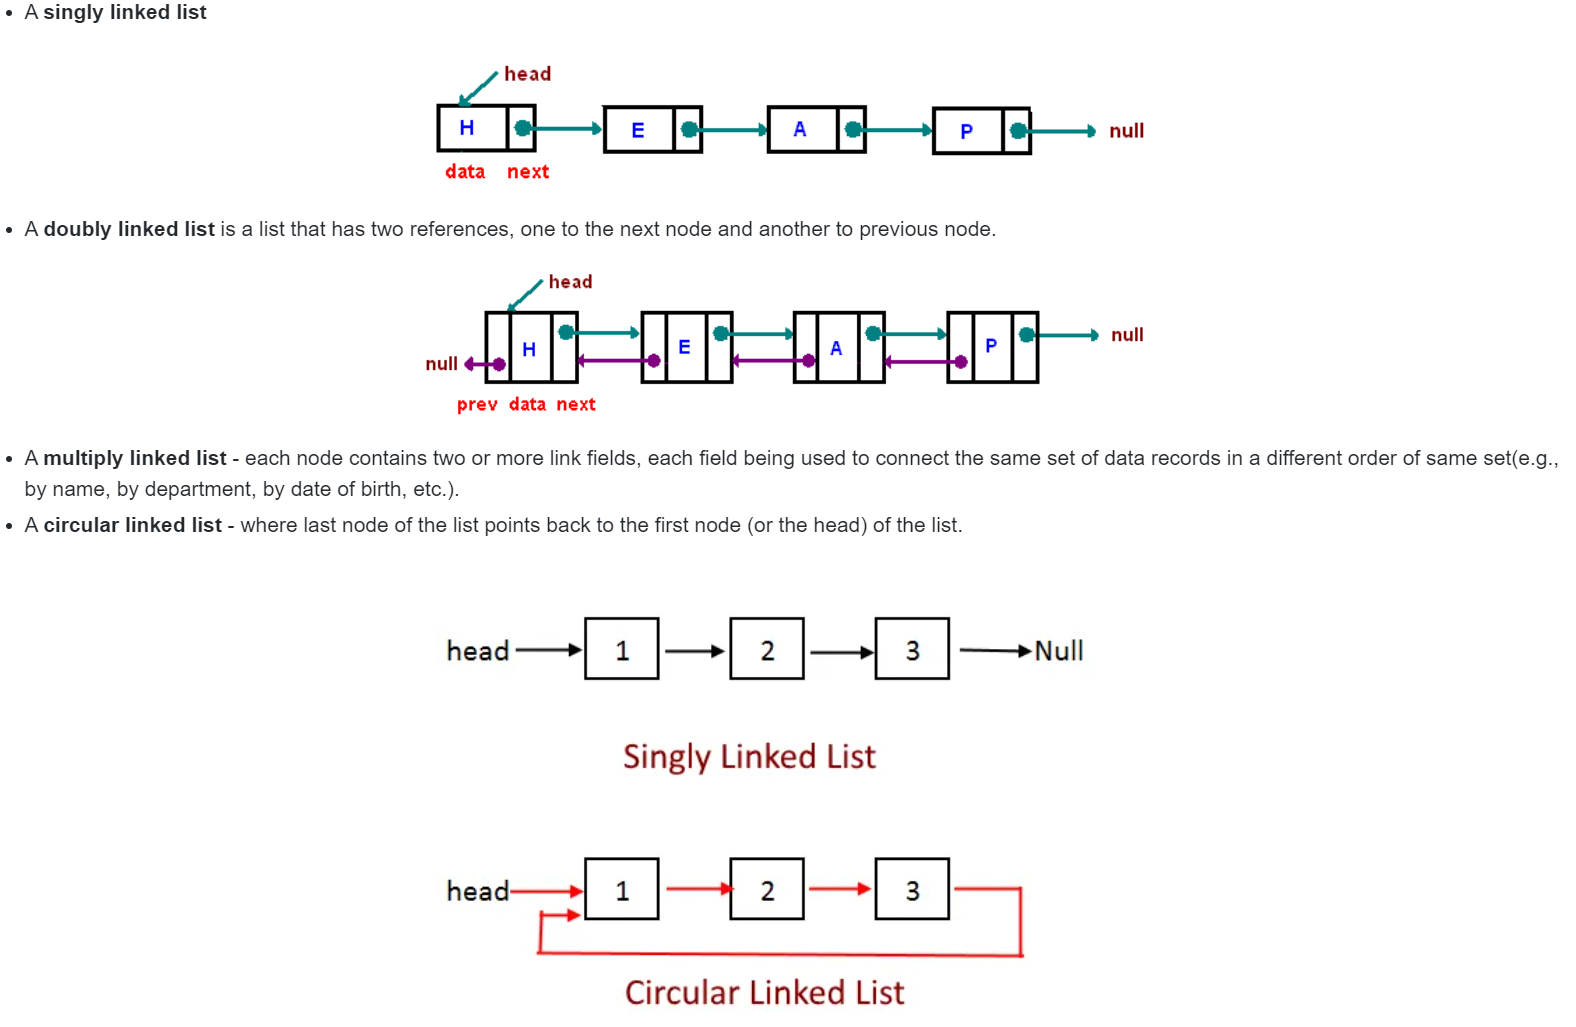 • A singly linked list
head
H E A P null
data next
• A doubly linked list is a list that has two references, one to the next node and another to previous node.
head
null H E A P null
prev data next
• A multiply linked list - each node contains two or more link fields, each field being used to connect the same set of data records in a different order of same set(e.g.,
by name, by department, by date of birth, etc.).
• A circular linked list - where last node of the list points back to the first node (or the head) of the list.
head 1 2 3 Null
Singly Linked List
head 1 2 3
Circular Linked List